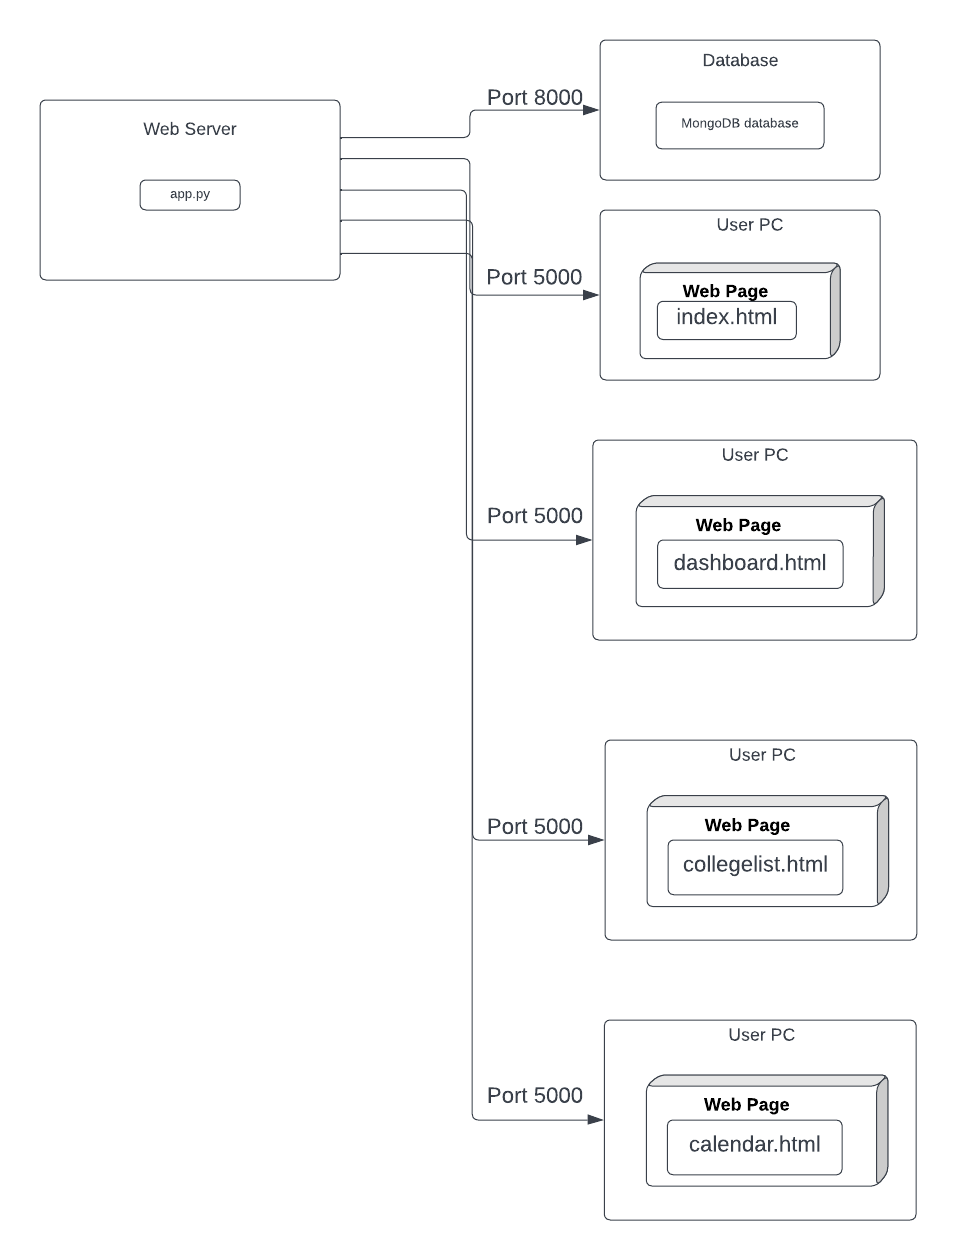 Web Server
app.py
Port 8000
Database
MongoDB database
Port 5000
User PC
Web Page
index.html
Port 5000
User PC
Web Page
dashboard.html
Port 5000
User PC
Web Page
collegelist.html
Port 5000
User PC
Web Page
calendar.html